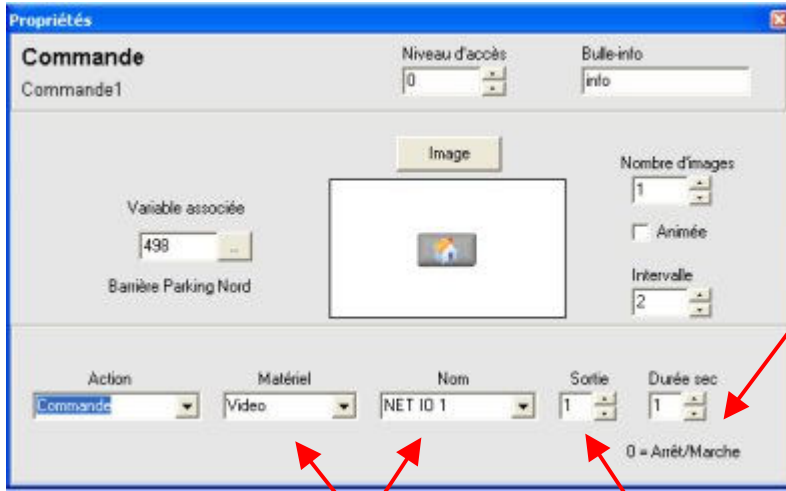 Propriétés
Commande
Niveau d'accès
Bulle-info
Commande1
0
info
Image
Nombre d'images
1
Variable associée
Animée
498
...
Barrière Parking Nord
Intervalle
2
Action
Matériel
Nom
Sortie
Durée sec
Commande
Video
NET IO 1
1
1
0 = Arrêt/Marche